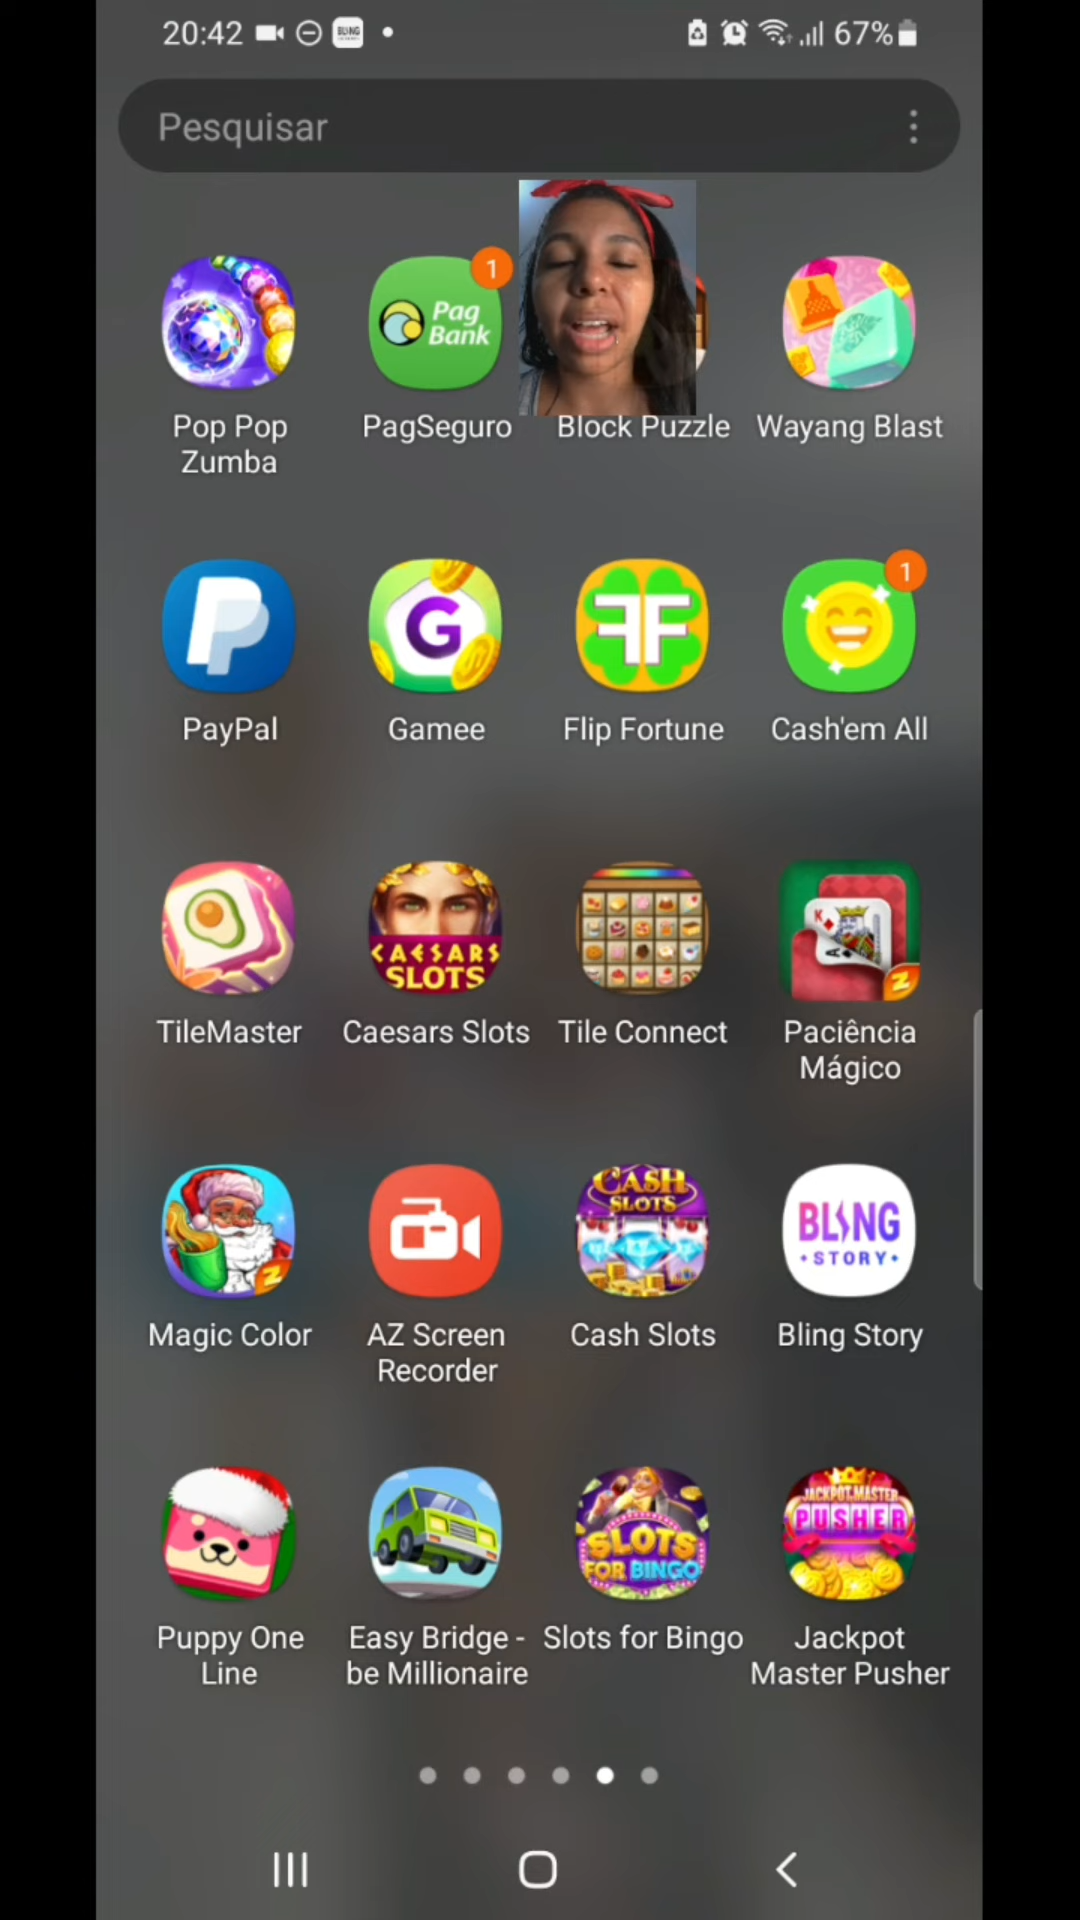 20:42
BLING
67%
Pesquisar
1
Pag
Bank
Pop Pop
Zumba
PagSeguro
Block Puzzle
Wayang Blast
1
G
FF
PayPal
Gamee
Flip Fortune
Cash'em All
CAESARS
SLOTS
K
A
Z
TileMaster
Caesars Slots
Tile Connect
Paciência
Mágico
Z
CASH
SLOTS
BLING
STORY
Magic Color
AZ Screen
Recorder
Cash Slots
Bling Story
SLOTS
FOR BINGO
JACKPOT MASTER
PUSHER
Puppy One
Line
Easy Bridge -
be Millionaire
Slots for Bingo
Jackpot
Master Pusher